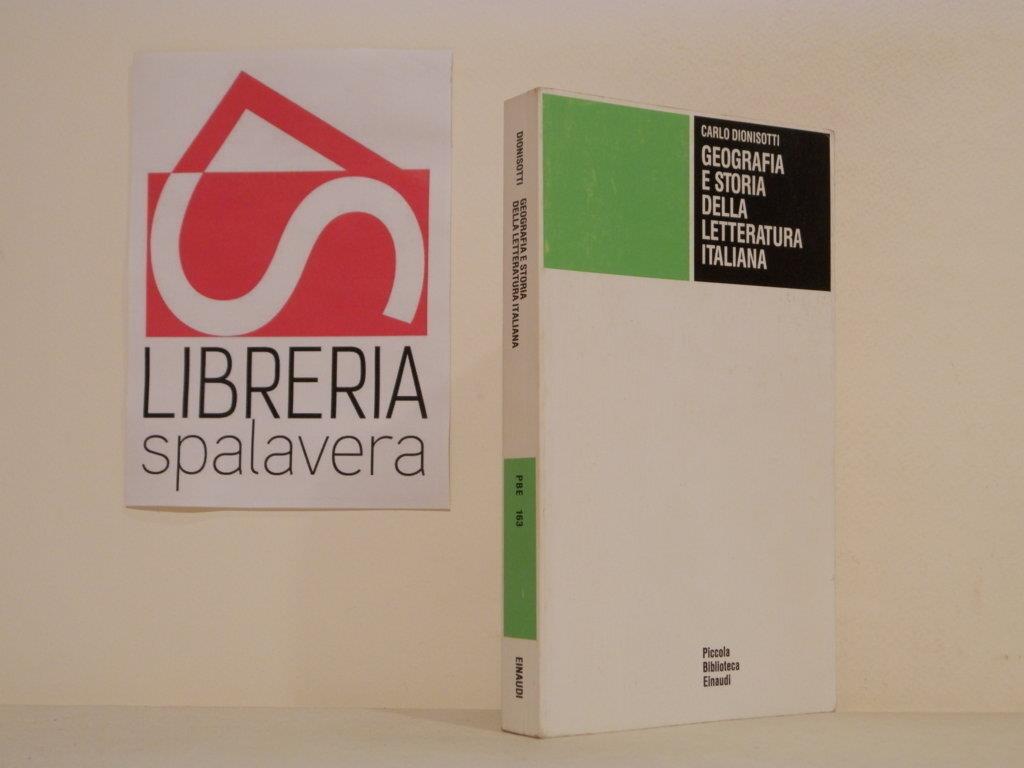 LIBRERIA
spalavera
DIONISOTTI GEOGRAFIA E STORIA
DELLA LETTERATURA ITALIANA
PBE 163
EINAUDI
CARLO DIONISOTTI
GEOGRAFIA
E STORIA
DELLA
LETTERATURA
ITALIANA
Piccola
Biblioteca
Einaudi